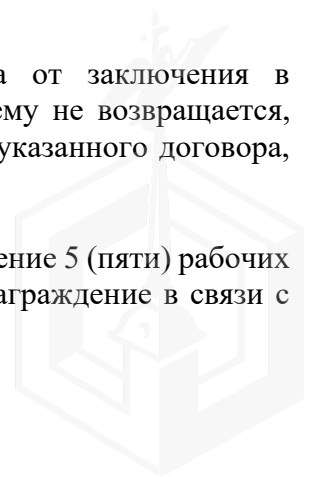 а от заключения в
ему не возвращается,
указанного договора,
ение 5 (пяти) рабочих
аграждение в связи с